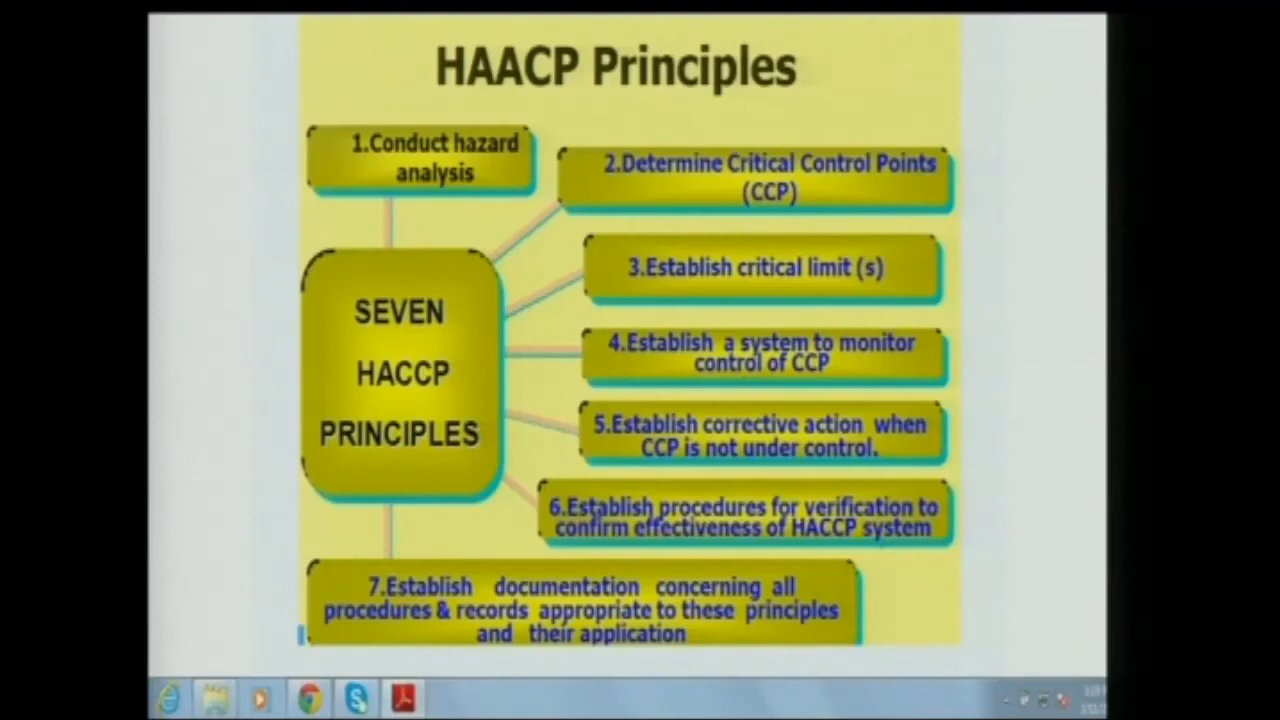 HAACP Principles
1.Conduct hazard
analysis
2.Determine Critical Control Points
(CCP)
3.Establish critical limit (s)
SEVEN
HACCP
PRINCIPLES
4.Establish a system to monitor
control of CCP
5.Establish corrective action when
CCP is not under control.
6.Establish procedures for verification to
confirm effectiveness of HACCP system
7.Establish documentation concerning all
procedures & records appropriate to these principles
and their application